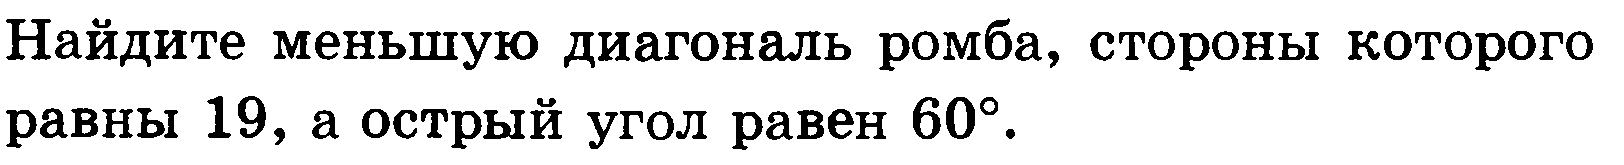 Найдите меньшую диагональ ромба, стороны которого
равны 19, а острый угол равен 60°.